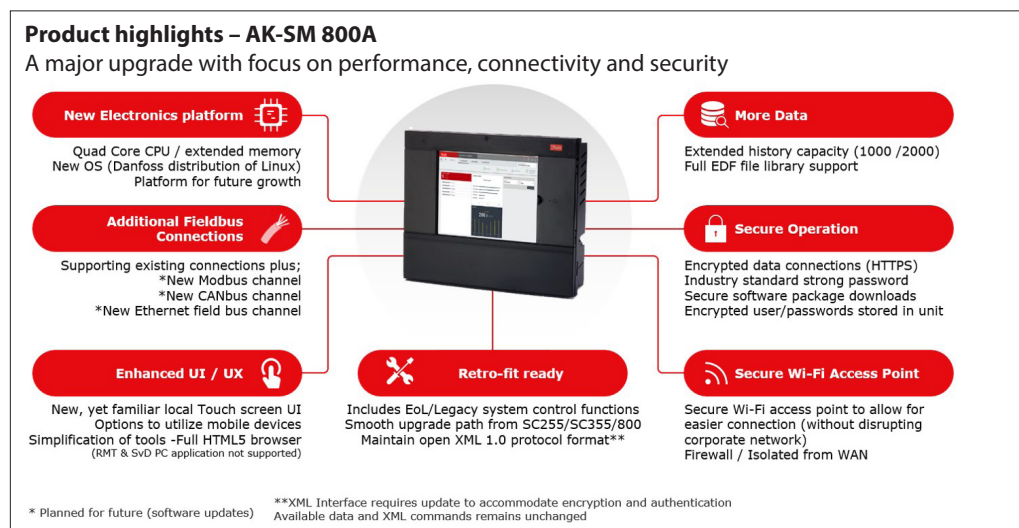 Product highlights – AK-SM 800A
A major upgrade with focus on performance, connectivity and security
New Electronics platform
Quad Core CPU / extended memory
New OS (Danfoss distribution of Linux)
Platform for future growth
Additional Fieldbus
Connections
Supporting existing connections plus;
*New Modbus channel
*New CANbus channel
*New Ethernet field bus channel
Enhanced UI / UX
New, yet familiar local Touch screen UI
Options to utilize mobile devices
Simplification of tools -Full HTML5 browser
(RMT & SvD PC application not supported)
Retro-fit ready
Includes EoL/Legacy system control functions
Smooth upgrade path from SC255/SC355/800
Maintain open XML 1.0 protocol format**
More Data
Extended history capacity (1000 /2000)
Full EDF file library support
Secure Operation
Encrypted data connections (HTTPS)
Industry standard strong password
Secure software package downloads
Encrypted user/passwords stored in unit
Secure Wi-Fi Access Point
Secure Wi-Fi access point to allow for
easier connection (without disrupting
corporate network)
Firewall / Isolated from WAN
* Planned for future (software updates)
**XML Interface requires update to accommodate encryption and authentication
Available data and XML commands remains unchanged